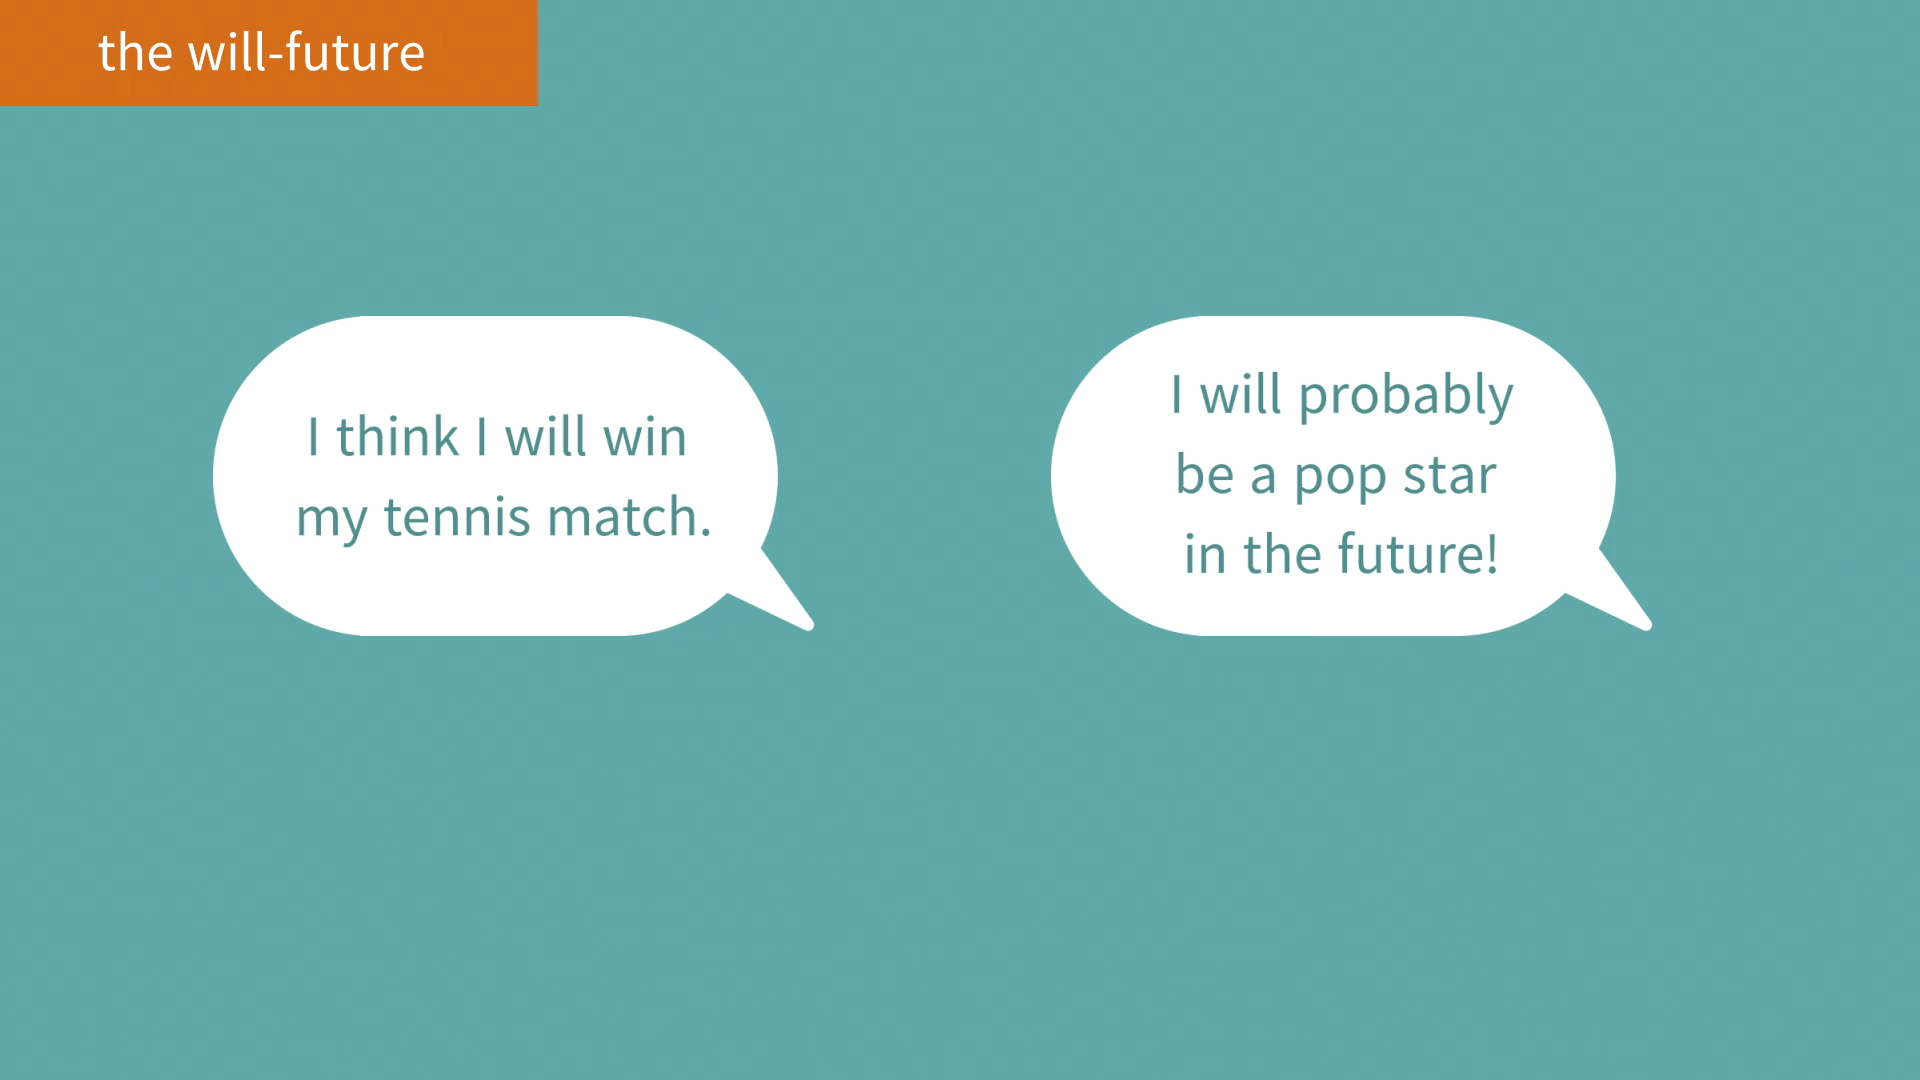 the will-future
I think I will win
my tennis match.
I will probably
be a pop star
in the future!